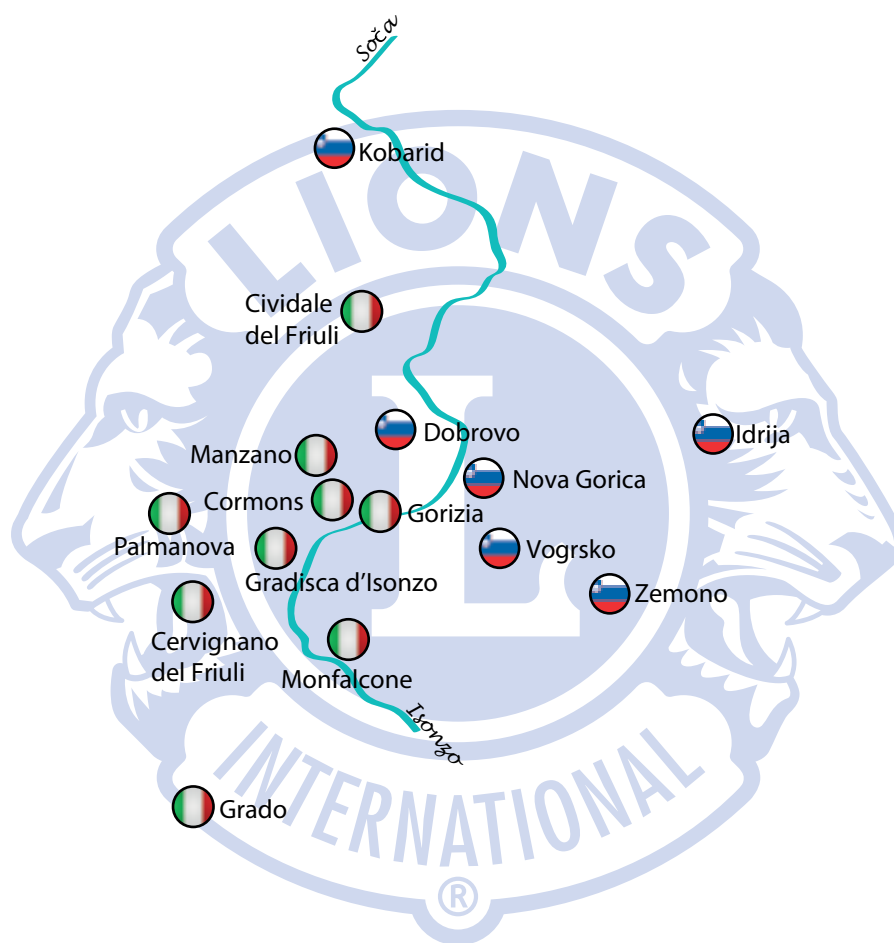 Soča
Kobarid
LIONS
Cividale
del Friuli
Dobrovo
Idrija
Manzano
Nova Gorica
Cormons
Gorizia
L
Palmanova
Gradisca d’Isonzo
Vogrsko
Zemono
Cervignano
del Friuli
Monfalcone
Isonzo
INTERNATIONAL
Grado
®